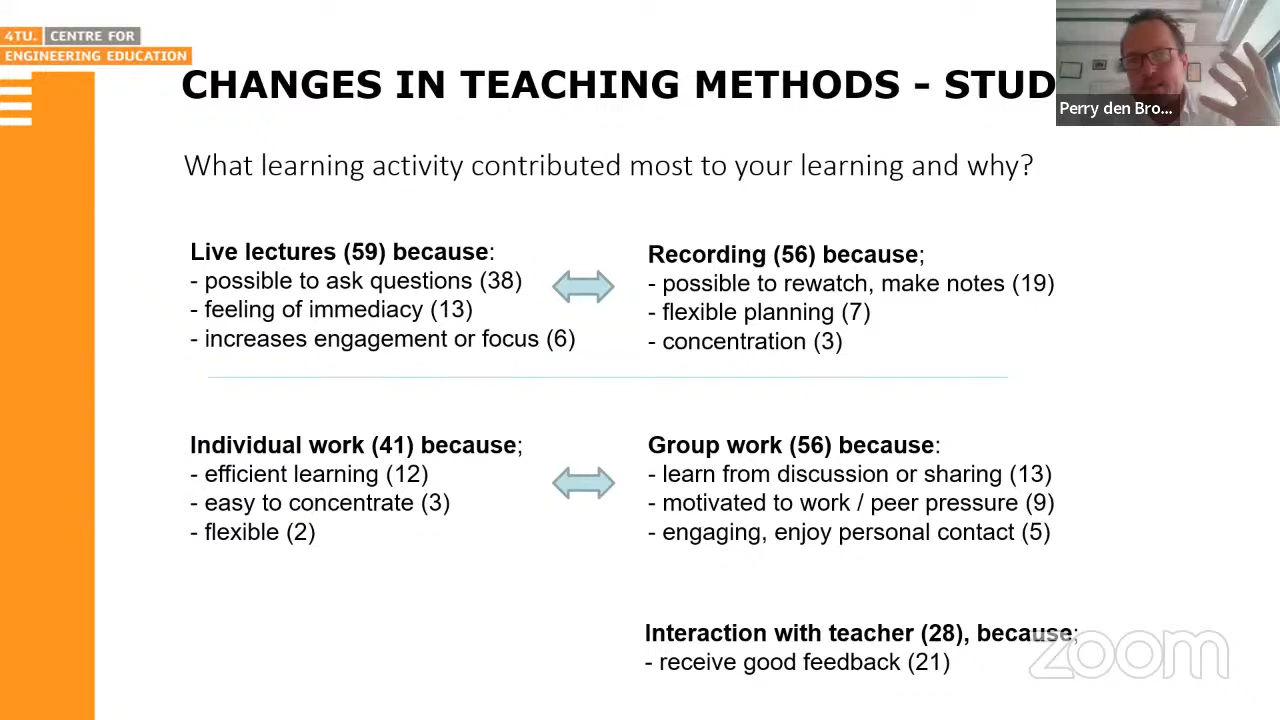 4TU. CENTRE FOR
ENGINEERING EDUCATION
CHANGES IN TEACHING METHODS - STUD
Perry den Bro...
What learning activity contributed most to your learning and why?
Live lectures (59) because:
- possible to ask questions (38)
- feeling of immediacy (13)
- increases engagement or focus (6)
Recording (56) because;
- possible to rewatch, make notes (19)
- flexible planning (7)
- concentration (3)
Individual work (41) because;
- efficient learning (12)
- easy to concentrate (3)
- flexible (2)
Group work (56) because:
- learn from discussion or sharing (13)
- motivated to work / peer pressure (9)
- engaging, enjoy personal contact (5)
Interaction with teacher (28), because;
- receive good feedback (21)
zoom